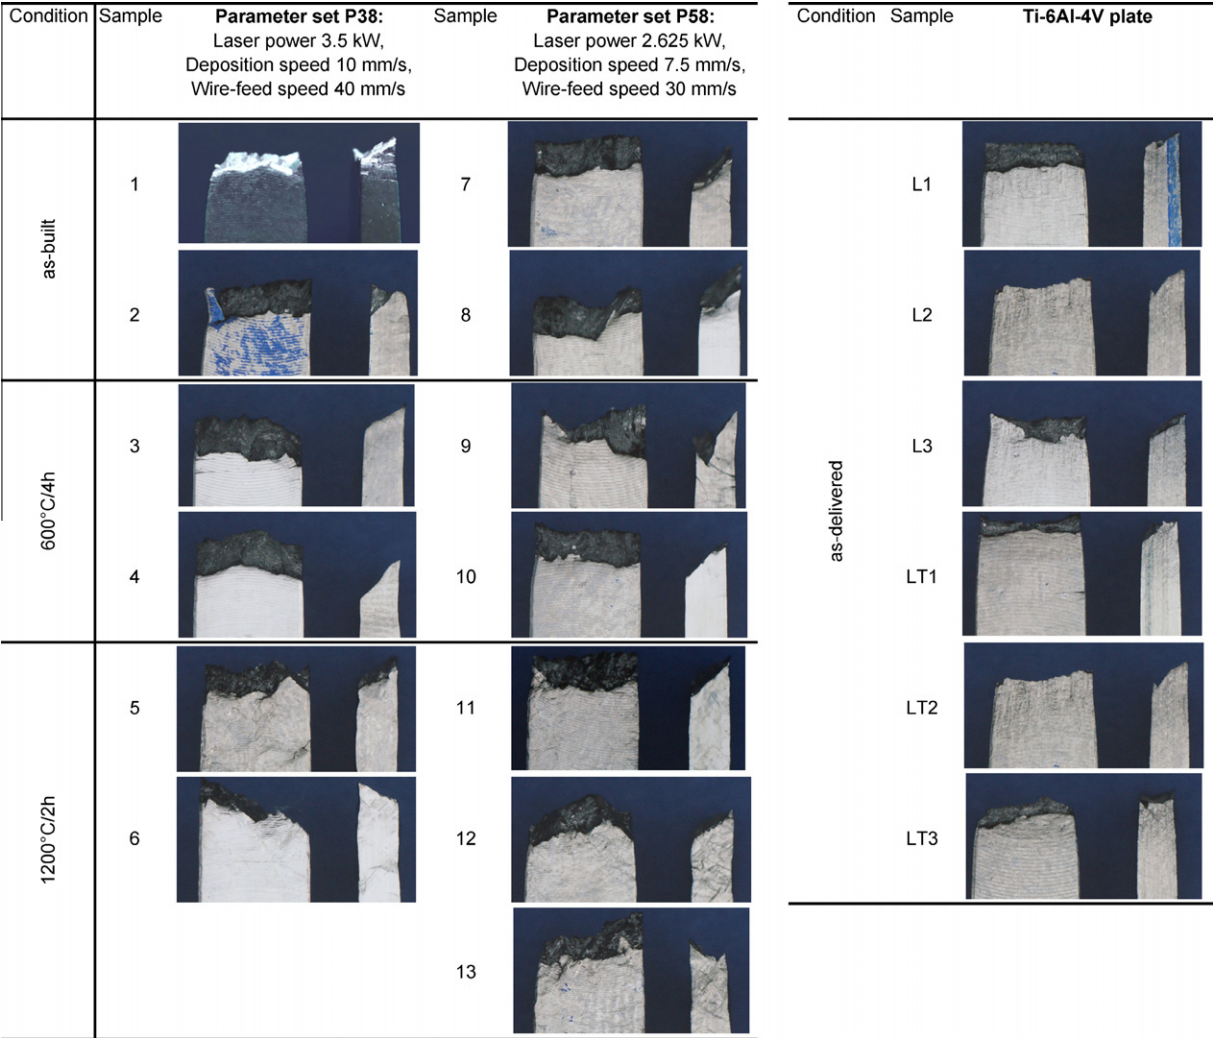 Condition Sample Parameter set P38: Sample Parameter set P58:
Laser power 3.5 kW, Laser power 2.625 kW,
Deposition speed 10 mm/s, Deposition speed 7.5 mm/s,
Wire-feed speed 40 mm/s Wire-feed speed 30 mm/s
as-built
1 7
2 8
600°C/4h
3 9
4 10
1200°C/2h
5 11
6 12
13
Condition Sample Ti-6Al-4V plate
as-delivered
L1
L2
L3
LT1
LT2
LT3